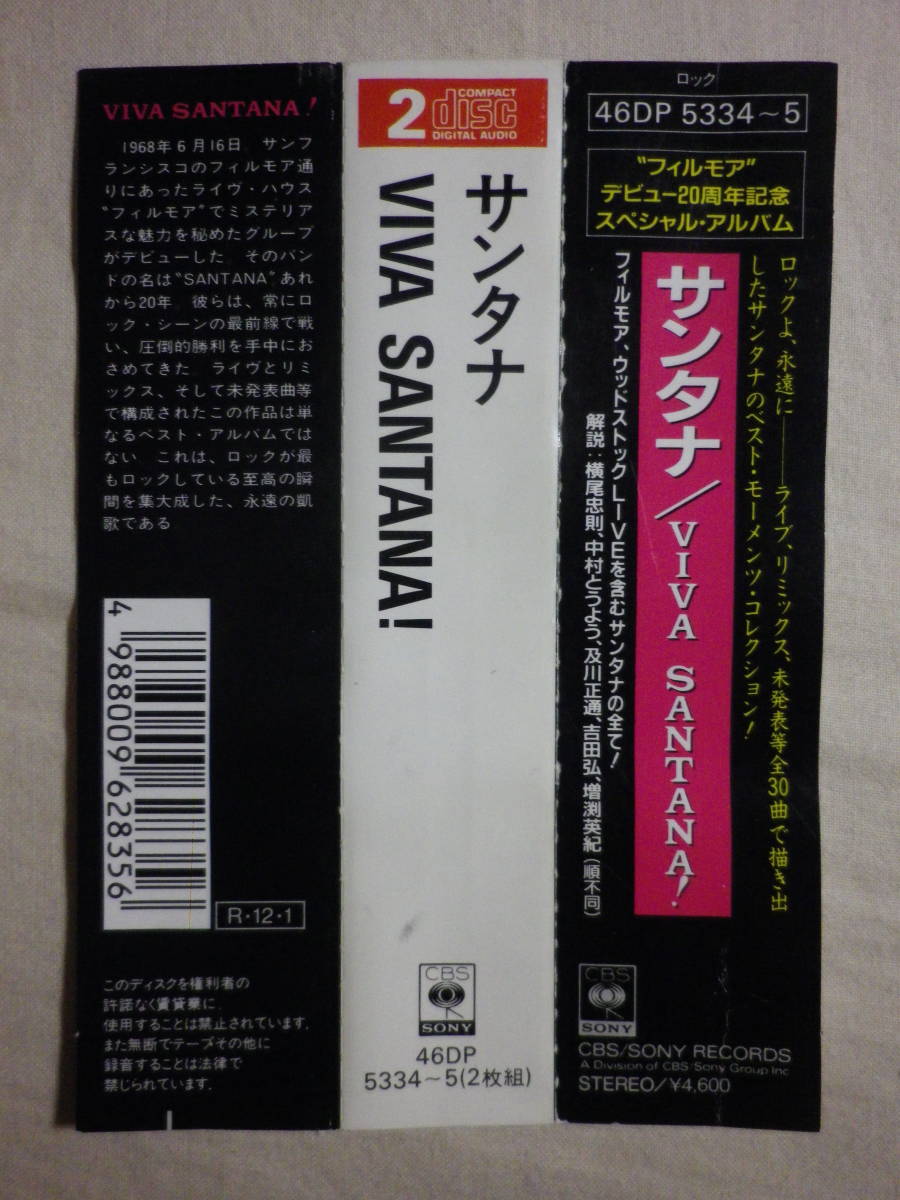 VIVA SANTANA!
1968年6月16日 サンフ
ランシスコのフィルモア通
りにあったライヴ・ハウス
“フィルモア”でミステリア
スな魅力を秘めたグループ
がデビューした そのバン
ドの名は“SANTANA”あれ
から20年 彼らは、常にロ
ック・シーンの最前線で戦
い、圧倒的勝利を手中にお
さめてきた ライヴとリミ
ックス、そして未発表曲等
で構成されたこの作品は単
なるベスト・アルバムでは
ない これは、ロックが最
もロックしている至高の瞬
間を集大成した、永遠の凱
歌である
4 988009 628356
R・12・1
このディスクを権利者の
許諾なく賃貸業に
使用することは禁止されています。
また無断でテープその他に
録音することは法律で
禁じられています。
2 COMPACT
disc
DIGITAL AUDIO
サンタナ
VIVA SANTANA!
CBS
SONY
46DP
5334～5(2枚組)
ロック
46DP 5334～5
“フィルモア”
デビュー20周年記念
スペシャル・アルバム
ロックよ、永遠に――ライブ、リミックス、未発表等全30曲で描き出
したサンタナのベスト・モーメンツ・コレクション!
サンタナ/VIVA SANTANA!
フィルモア、ウッドストックLIVEを含むサンタナの全て!
解説:横尾忠則、中村とうよう、及川正通、吉田弘、増渕英紀(順不同)
CBS
SONY
CBS/SONY RECORDS
A Division of CBS/Sony Group Inc
STEREO/¥4,600